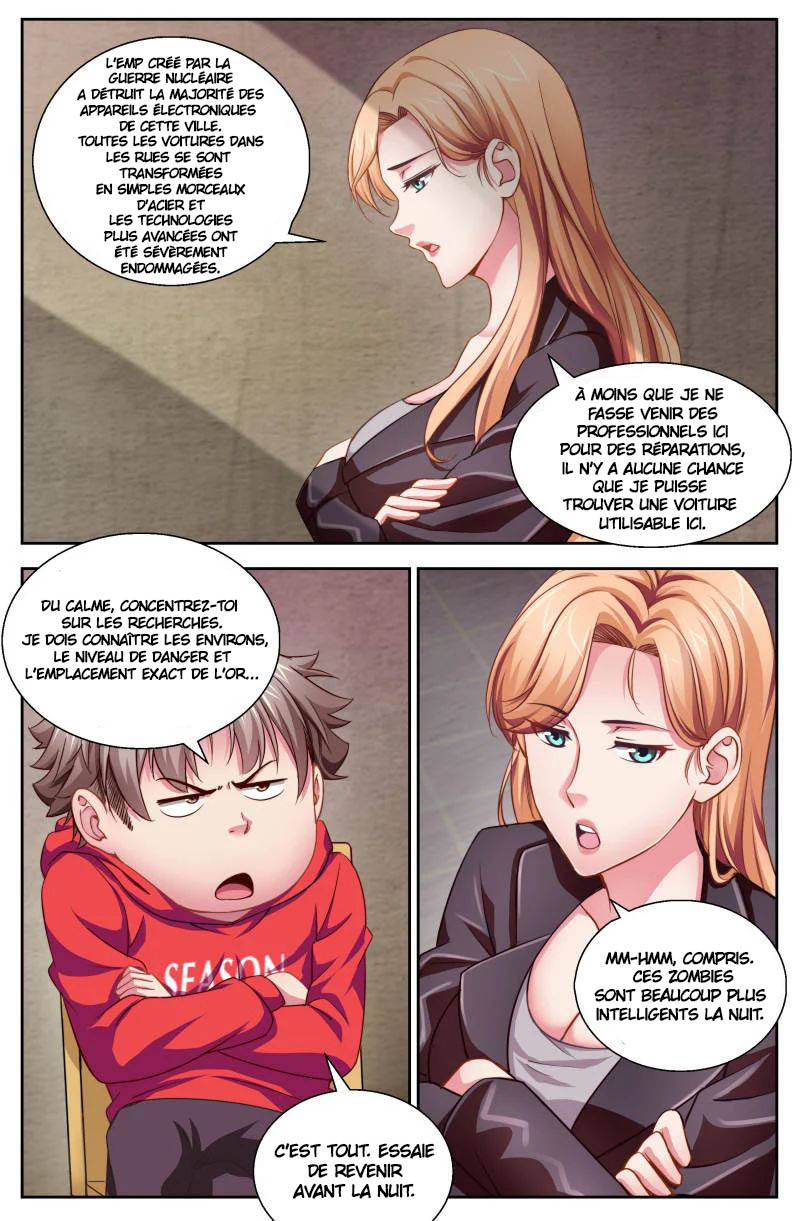 L'EMP CRÉÉ PAR LA
GUERRE NUCLÉAIRE
A DÉTRUIT LA MAJORITÉ DES
APPAREILS ÉLECTRONIQUES
DE CETTE VILLE.
TOUTES LES VOITURES DANS
LES RUES SE SONT
TRANSFORMÉES
EN SIMPLES MORCEAUX
D'ACIER ET
LES TECHNOLOGIES
PLUS AVANCÉES ONT
ÉTÉ SÉVÈREMENT
ENDOMMAGÉES.
À MOINS QUE JE NE
FASSE VENIR DES
PROFESSIONNELS ICI
POUR DES RÉPARATIONS,
IL N'Y A AUCUNE CHANCE
QUE JE PUISSE
TROUVER UNE VOITURE
UTILISABLE ICI.
DU CALME, CONCENTREZ-TOI
SUR LES RECHERCHES.
JE DOIS CONNAÎTRE LES ENVIRONS,
LE NIVEAU DE DANGER ET
L'EMPLACEMENT EXACT DE L'OR...
SEASON
MM-HMM, COMPRIS.
CES ZOMBIES
SONT BEAUCOUP PLUS
INTELLIGENTS LA NUIT.
C'EST TOUT. ESSAIE
DE REVENIR
AVANT LA NUIT.